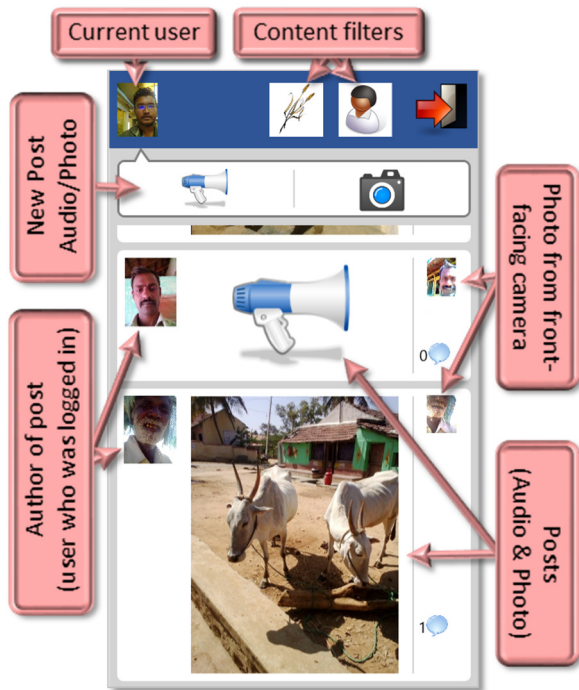 Current user
Content filters
New Post
Audio/Photo
Photo from front-
facing camera
0
Author of post
(user who was logged in)
Posts
(Audio & Photo)
1